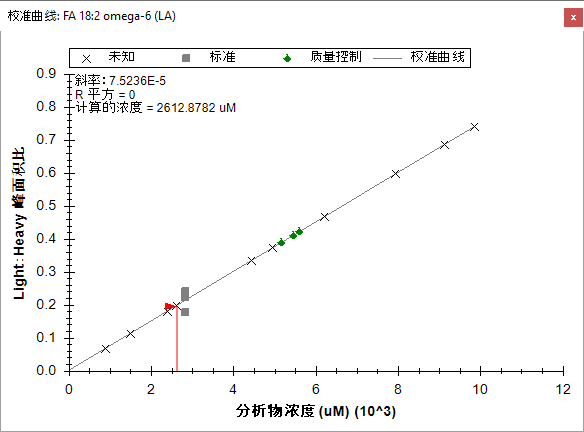 校准曲线: FA 18:2 omega-6 (LA)
x
未知 标准 质量控制 校准曲线
斜率: 7.5236E-5
R 平方 = 0
计算的浓度 = 2612.8782 uM
0.9
0.8
0.7
0.6
0.5
0.4
0.3
0.2
0.1
0.0
Light:Heavy 峰面积比
0 2 4 6 8 10 12
分析物浓度 (uM) (10^3)